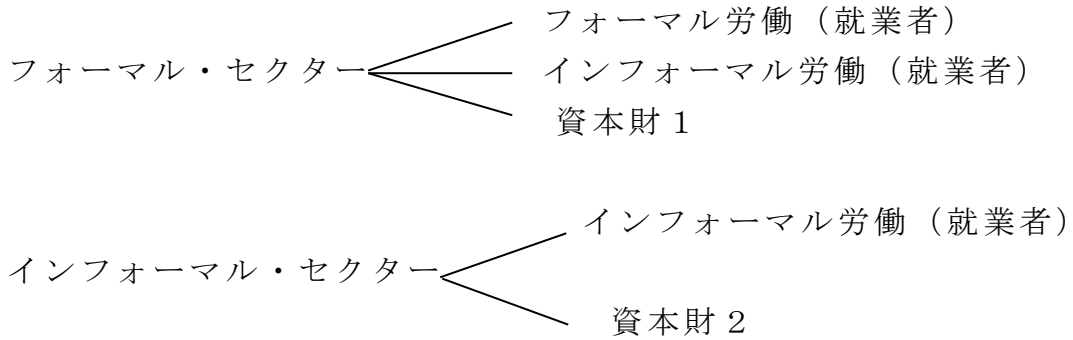 フォーマル労働（就業者）
フォーマル・セクター
インフォーマル労働（就業者）
資本財１
インフォーマル労働（就業者）
インフォーマル・セクター
資本財２